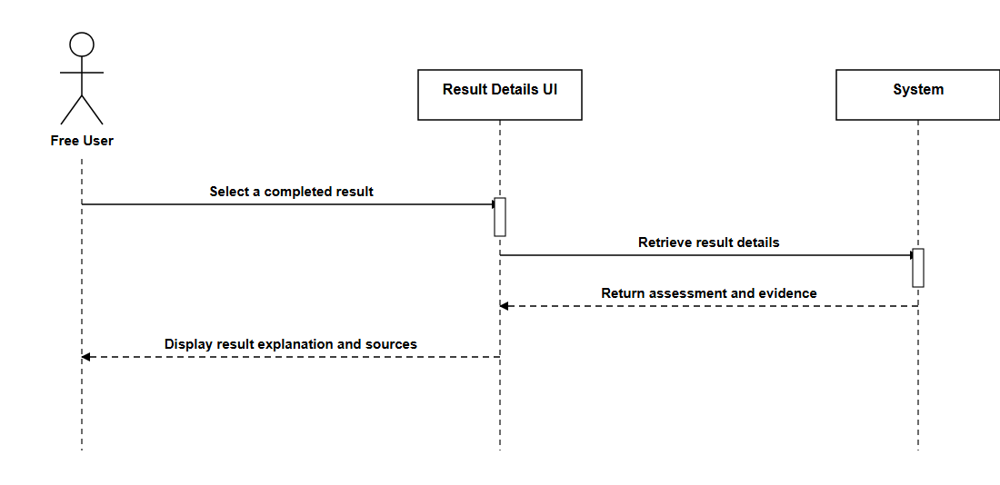 Result Details UI
System
Free User
Select a completed result
Retrieve result details
Return assessment and evidence
Display result explanation and sources